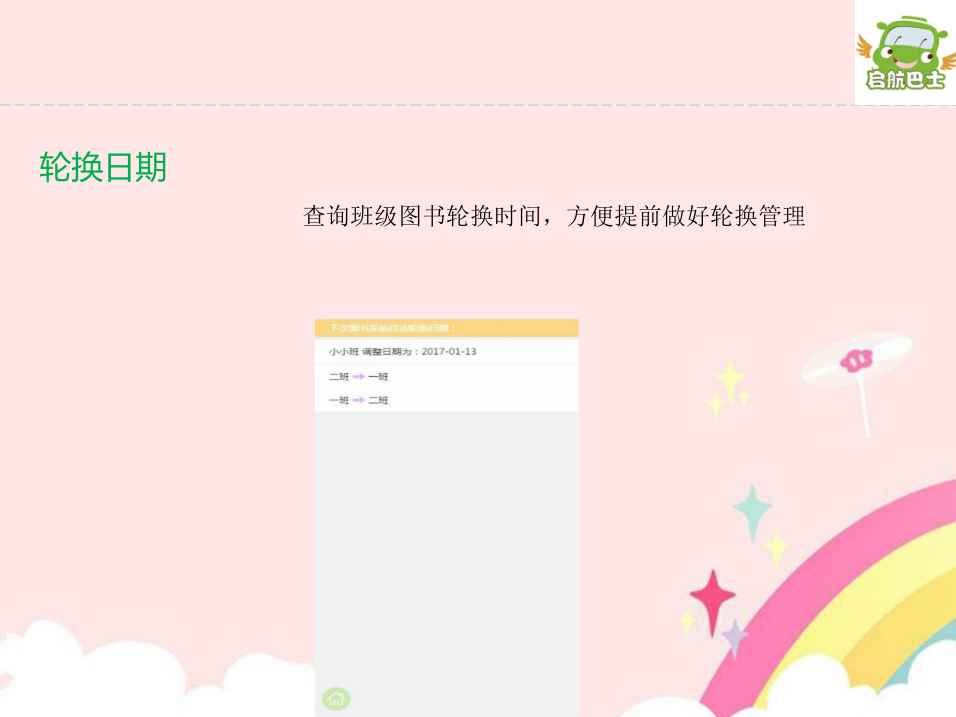 启航巴士
轮换日期
查询班级图书轮换时间，方便提前做好轮换管理
下次图书系统自动轮换日期：
小小班 调整日期为：2017-01-13
二班 ➡ 一班
一班 ➡ 二班